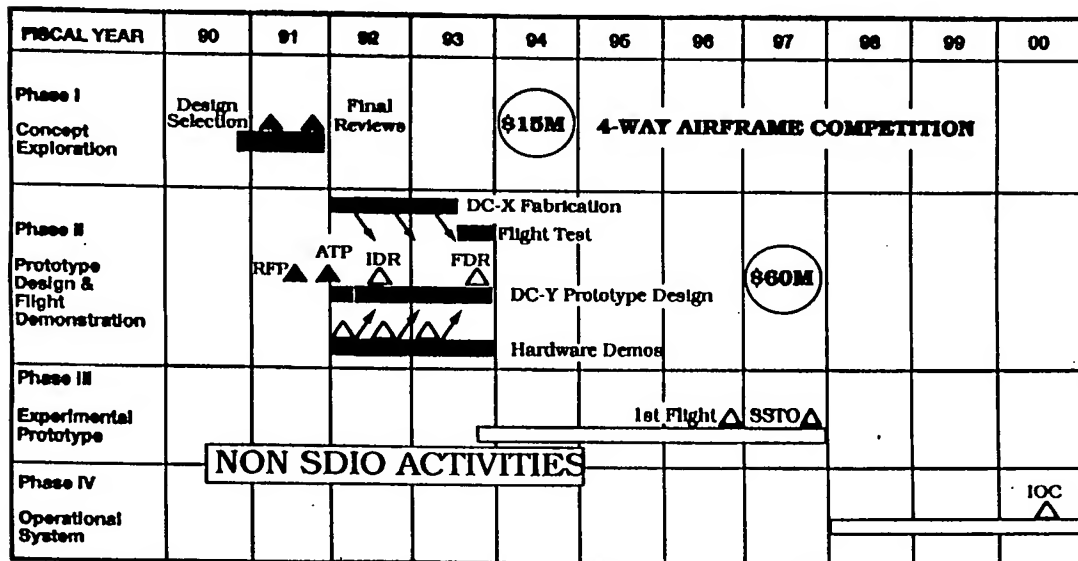 FISCAL YEAR 90 91 92 93 94 95 96 97 98 99 00
Phase I
Concept
Exploration
Design
Selection
Final
Reviews
$15M
4-WAY AIRFRAME COMPETITION
Phase II
Prototype
Design &
Flight
Demonstration
DC-X Fabrication
Flight Test
RFP
ATP
IDR
FDR
DC-Y Prototype Design
$60M
Hardware Demos
Phase III
Experimental
Prototype
1st Flight
SSTO
NON SDIO ACTIVITIES
Phase IV
Operational
System
IOC